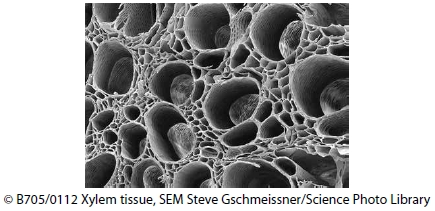 © B705/0112 Xylem tissue, SEM Steve Gschmeissner/Science Photo Library